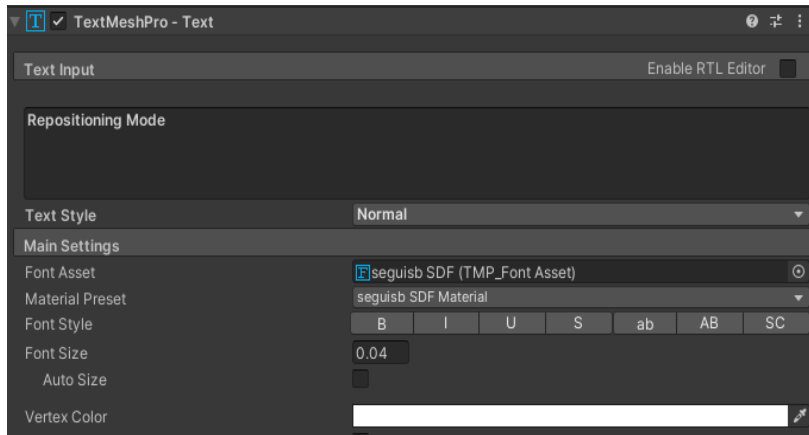 TextMeshPro - Text
Text Input Enable RTL Editor
Repositioning Mode
Text Style Normal
Main Settings
Font Asset seguisb SDF (TMP_Font Asset)
Material Preset seguisb SDF Material
Font Style B I U S ab AB SC
Font Size 0.04
Auto Size
Vertex Color